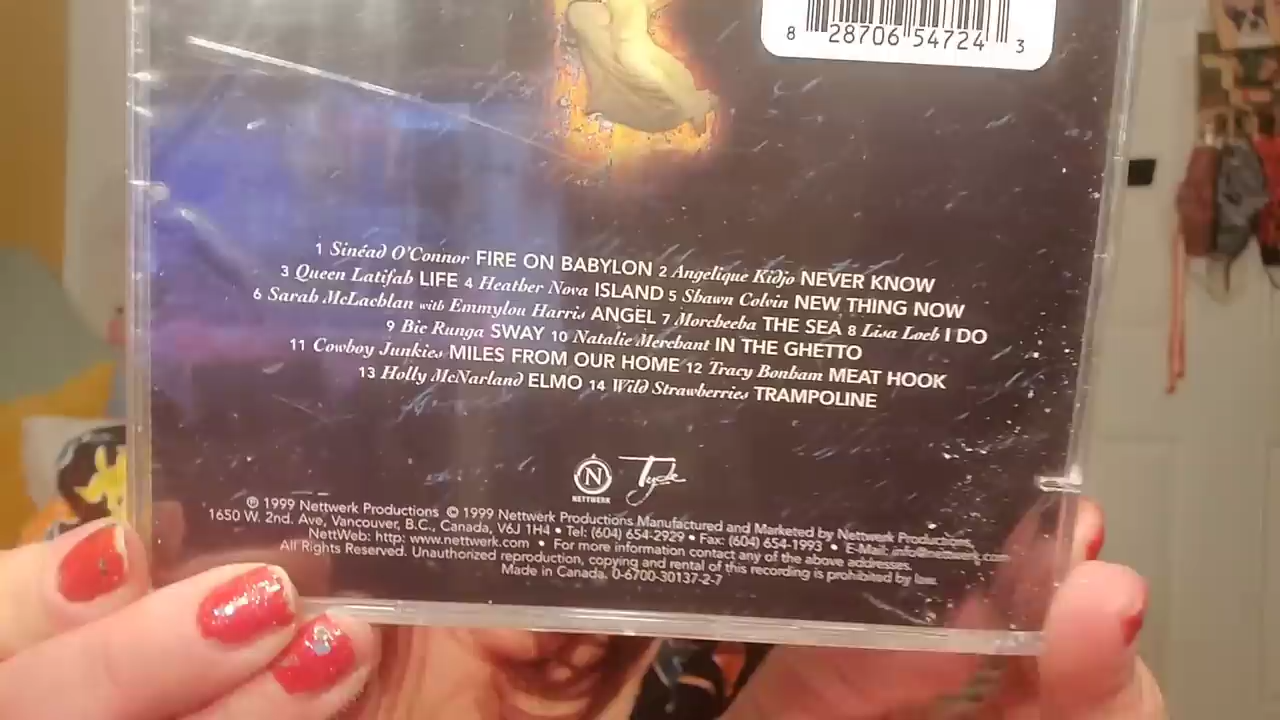 8 28706 54724 3
1 Sinéad O'Connor FIRE ON BABYLON 2 Angelique Kidjo NEVER KNOW
3 Queen Latifah LIFE 4 Heather Nova ISLAND 5 Shawn Colvin NEW THING NOW
6 Sarah McLachlan with Emmylou Harris ANGEL 7 Morcheeba THE SEA 8 Lisa Loeb I DO
9 Bic Runga SWAY 10 Natalie Merchant IN THE GHETTO
11 Cowboy Junkies MILES FROM OUR HOME 12 Tracy Bonham MEAT HOOK
13 Holly McNarland ELMO 14 Wild Strawberries TRAMPOLINE
N
NETTWERK
Tyde
℗ 1999 Nettwerk Productions © 1999 Nettwerk Productions Manufactured and Marketed by Nettwerk Productions,
1650 W. 2nd. Ave, Vancouver, B.C., Canada, V6J 1H4 • Tel: (604) 654-2929 • Fax: (604) 654-1993 • E-Mail: info@nettwerk.com
NettWeb: http: www.nettwerk.com • For more information contact any of the above addresses.
All Rights Reserved. Unauthorized reproduction, copying and rental of this recording is prohibited by law.
Made in Canada. 0-6700-30137-2-7